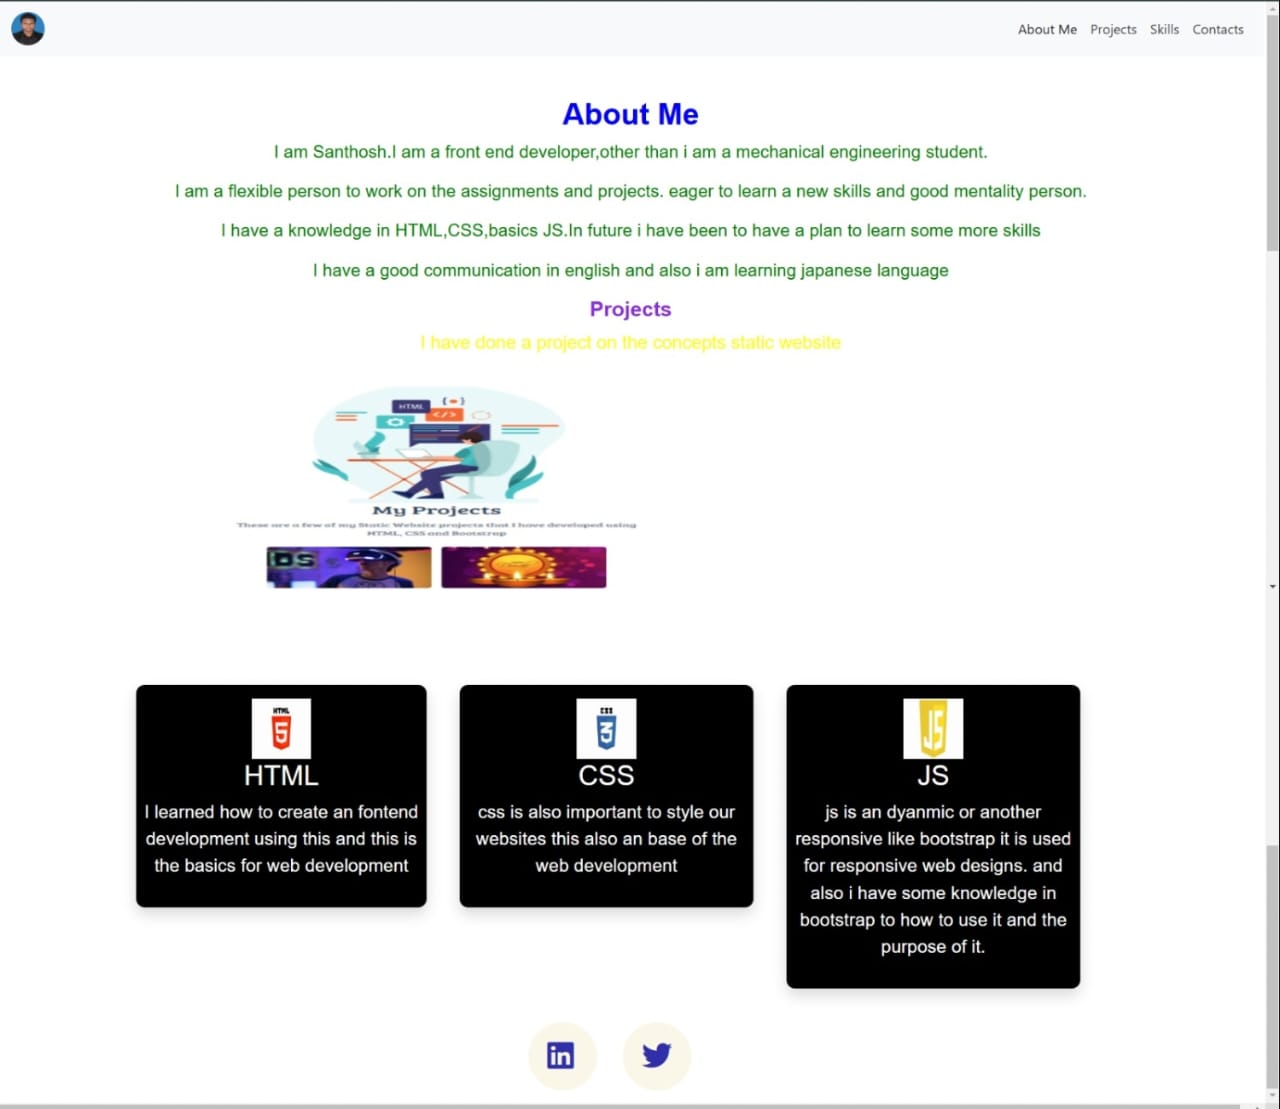 About Me Projects Skills Contacts
About Me
I am Santhosh.I am a front end developer,other than i am a mechanical engineering student.
I am a flexible person to work on the assignments and projects. eager to learn a new skills and good mentality person.
I have a knowledge in HTML,CSS,basics JS.In future i have been to have a plan to learn some more skills
I have a good communication in english and also i am learning japanese language
Projects
I have done a project on the concepts static website
HTML
</>
My Projects
These are a few of my Static Website projects that I have developed using
HTML, CSS and Bootstrap
DS
HTML
5
HTML
I learned how to create an fontend
development using this and this is
the basics for web development
CSS
3
CSS
css is also important to style our
websites this also an base of the
web development
JS
JS
js is an dyanmic or another
responsive like bootstrap it is used
for responsive web designs. and
also i have some knowledge in
bootstrap to how to use it and the
purpose of it.
in